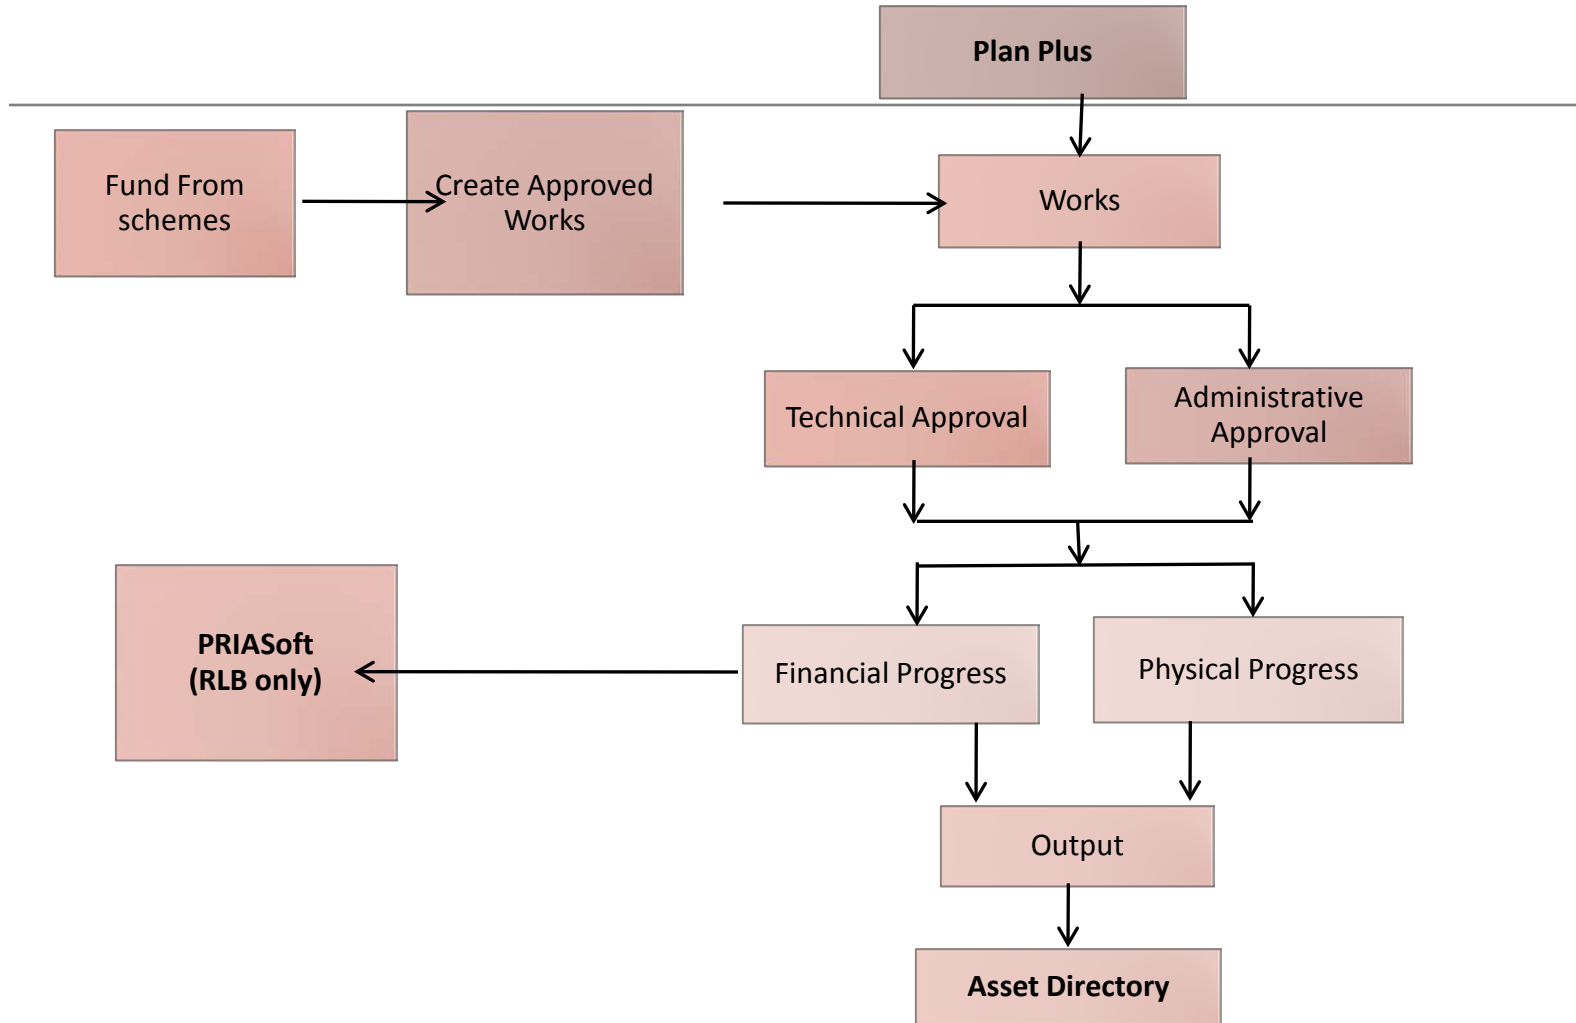 Plan Plus
Fund From
schemes
Create Approved
Works
Works
Technical Approval
Administrative
Approval
PRIASoft
(RLB only)
Financial Progress
Physical Progress
Output
Asset Directory